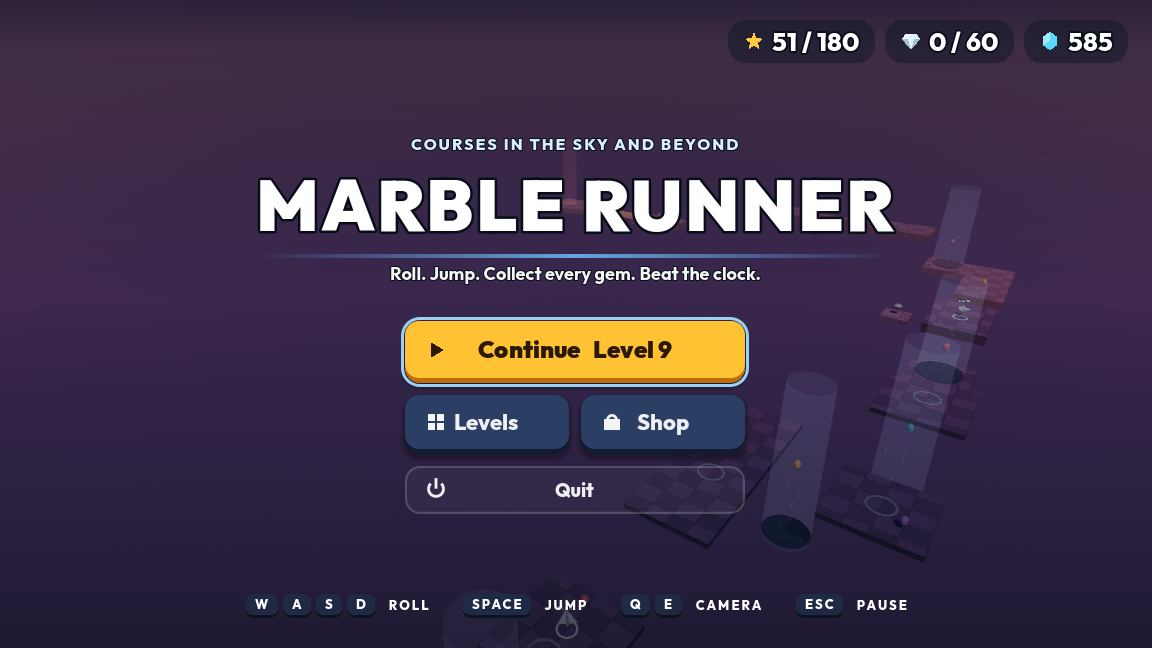 51 / 180
0 / 60
585
COURSES IN THE SKY AND BEYOND
MARBLE RUNNER
Roll. Jump. Collect every gem. Beat the clock.
Continue Level 9
Levels
Shop
Quit
W A S D ROLL SPACE JUMP Q E CAMERA ESC PAUSE